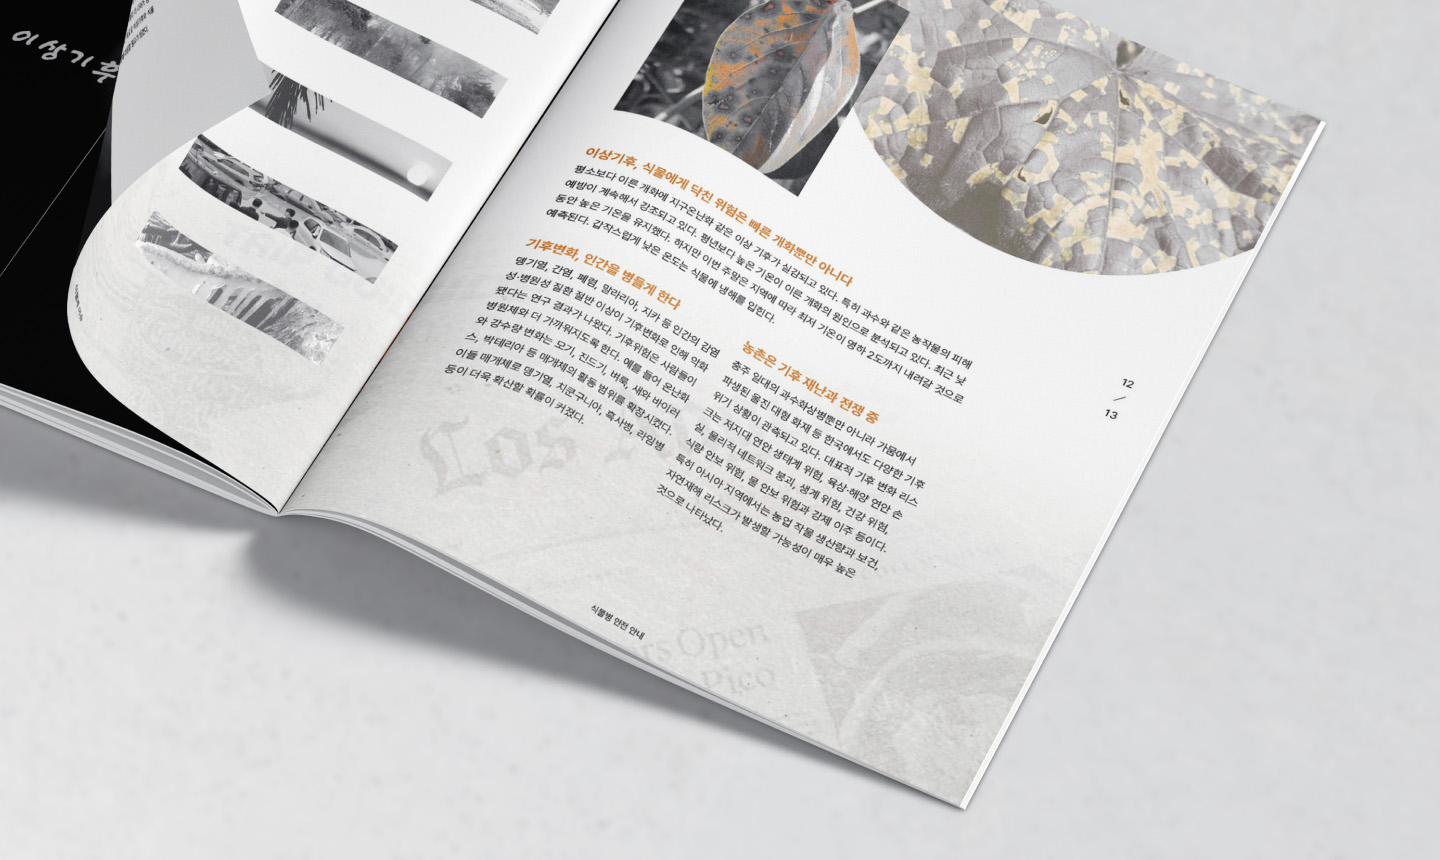 이상기후
이상기후, 식물에게 닥친 위험은 빠른 개화뿐만 아니다
평소보다 이른 개화에 지구온난화 같은 이상 기후가 실감되고 있다. 특히 과수와 같은 농작물의 피해
예방이 계속해서 강조되고 있다. 평년보다 높은 기온이 이른 개화의 원인으로 분석되고 있다. 최근 낮
동안 높은 기온을 유지했다. 하지만 이번 주말은 지역에 따라 최저 기온이 영하 2도까지 내려갈 것으로
예측된다. 갑작스럽게 낮은 온도는 식물에 냉해를 입힌다.
기후변화, 인간을 병들게 한다
뎅기열, 간염, 폐렴, 말라리아, 지카 등 인간의 감염
성·병원성 질환 절반 이상이 기후변화로 인해 악화
됐다는 연구 결과가 나왔다. 기후위험은 사람들이
병원체와 더 가까워지도록 한다. 예를 들어 온난화
와 강수량 변화는 모기, 진드기, 벼룩, 새와 바이러
스, 박테리아 등 매개체의 활동 범위를 확장시켰다.
이들 매개체로 뎅기열, 치쿤구니아, 흑사병, 라임병
등이 더욱 확산할 확률이 커졌다.
농촌은 기후 재난과 전쟁 중
충주 일대의 과수화상병뿐만 아니라 가뭄에서
파생된 울진 대형 화재 등 한국에서도 다양한 기후
위기 상황이 관측되고 있다. 대표적 기후 변화 리스
크는 저지대 연안 생태계 위험, 육상·해양 연안 손
실, 물리적 네트워크 붕괴, 생계 위험, 건강 위험,
식량 안보 위험, 물 안보 위험과 강제 이주 등이다.
특히 아시아 지역에서는 농업 작물 생산량과 보건,
자연재해 리스크가 발생할 가능성이 매우 높은
것으로 나타났다.
12
/
13
Los
식물병 안전 안내
Open
Pico